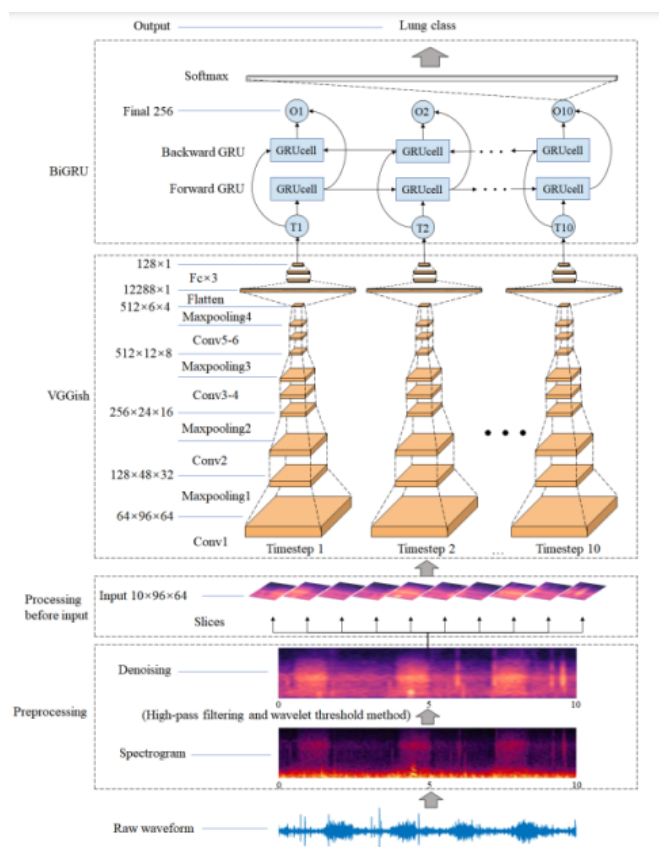 Output
Lung class
Softmax
Final 256
O1
O2
O10
Backward GRU
GRUcell
GRUcell
GRUcell
BiGRU
Forward GRU
GRUcell
GRUcell
GRUcell
T1
T2
T10
128×1
Fc×3
12288×1
Flatten
512×6×4
Maxpooling4
Conv5-6
512×12×8
Maxpooling3
VGGish
Conv3-4
256×24×16
Maxpooling2
Conv2
128×48×32
Maxpooling1
64×96×64
Conv1
Timestep 1
Timestep 2
...
Timestep 10
Processing
before input
Input 10×96×64
Slices
Denoising
0
5
10
Preprocessing
(High-pass filtering and wavelet threshold method)
Spectrogram
0
5
10
Raw waveform